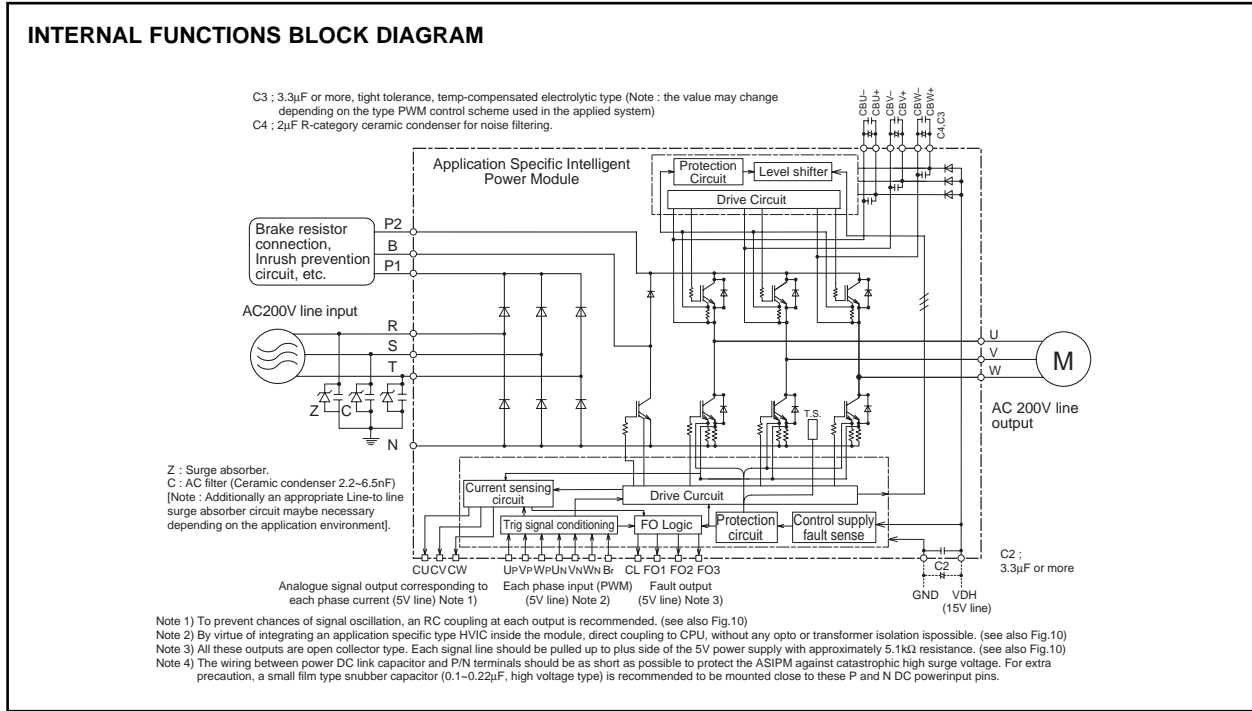 INTERNAL FUNCTIONS BLOCK DIAGRAM
C3 ; 3.3µF or more, tight tolerance, temp-compensated electrolytic type (Note : the value may change
depending on the type PWM control scheme used in the applied system)
C4 ; 2µF R-category ceramic condenser for noise filtering.
CBU–
CBU+
CBV–
CBV+
CBW–
CBW+
C4,C3
Application Specific Intelligent
Power Module
Protection
Circuit
Level shifter
Drive Circuit
Brake resistor
connection,
Inrush prevention
circuit, etc.
P2
B
P1
AC200V line input
R
S
T
Z
C
N
U
V
W
M
AC 200V line
output
T.S.
Z : Surge absorber.
C : AC filter (Ceramic condenser 2.2~6.5nF)
[Note : Additionally an appropriate Line-to line
surge absorber circuit maybe necessary
depending on the application environment].
Current sensing
circuit
Drive Curcuit
Trig signal conditioning
FO Logic
Protection
circuit
Control supply
fault sense
CU CV CW
UP VP WP UN VN WN Br
CL FO1 FO2 FO3
C2
GND
VDH
(15V line)
C2 ;
3.3µF or more
Analogue signal output corresponding to
each phase current (5V line) Note 1)
Each phase input (PWM)
(5V line) Note 2)
Fault output
(5V line) Note 3)
Note 1) To prevent chances of signal oscillation, an RC coupling at each output is recommended. (see also Fig.10)
Note 2) By virtue of integrating an application specific type HVIC inside the module, direct coupling to CPU, without any opto or transformer isolation ispossible. (see also Fig.10)
Note 3) All these outputs are open collector type. Each signal line should be pulled up to plus side of the 5V power supply with approximately 5.1kΩ resistance. (see also Fig.10)
Note 4) The wiring between power DC link capacitor and P/N terminals should be as short as possible to protect the ASIPM against catastrophic high surge voltage. For extra
precaution, a small film type snubber capacitor (0.1~0.22µF, high voltage type) is recommended to be mounted close to these P and N DC powerinput pins.